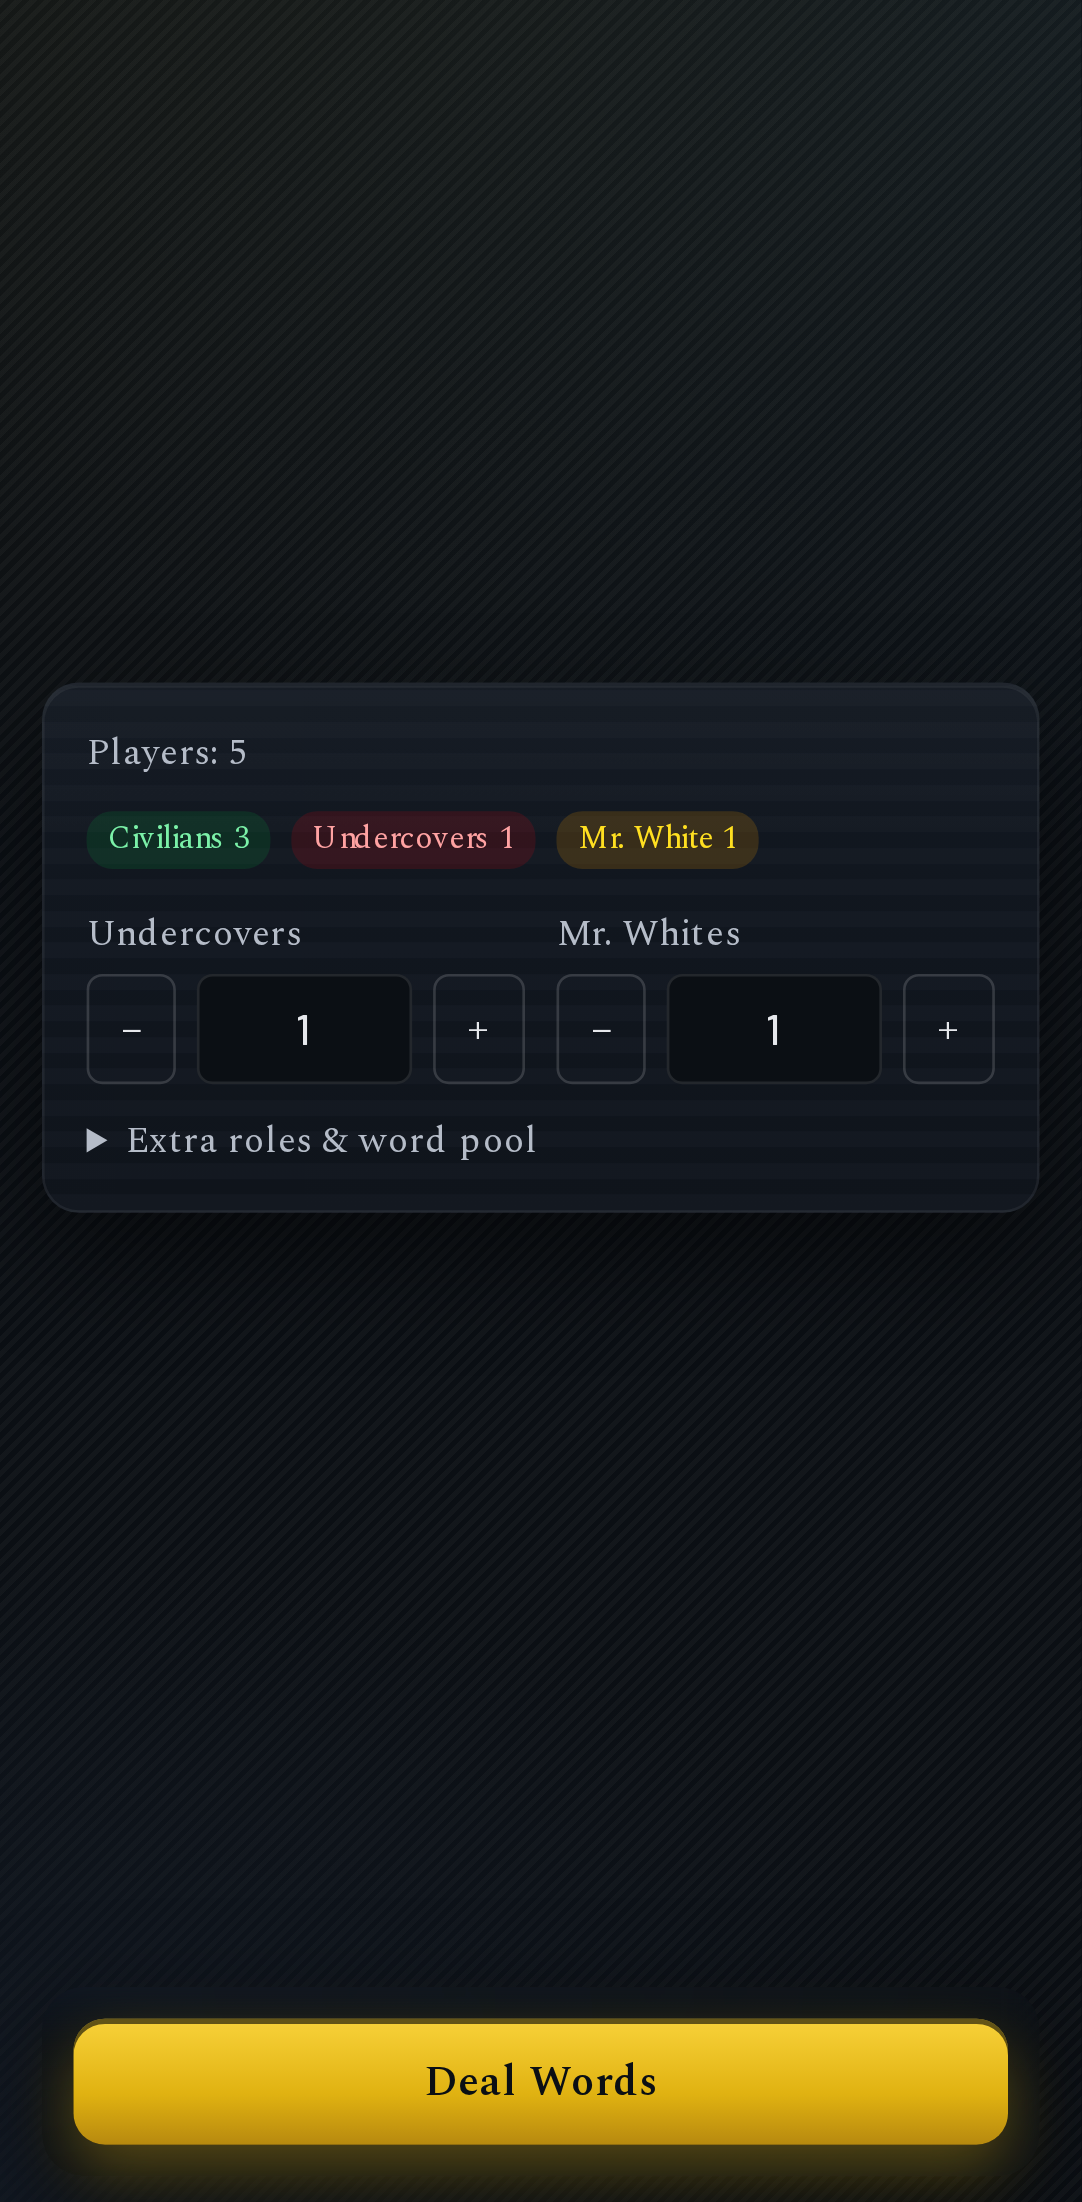 Players: 5
Civilians 3 Undercovers 1 Mr. White 1
Undercovers Mr. Whites
− 1 + − 1 +
▶ Extra roles & word pool
Deal Words